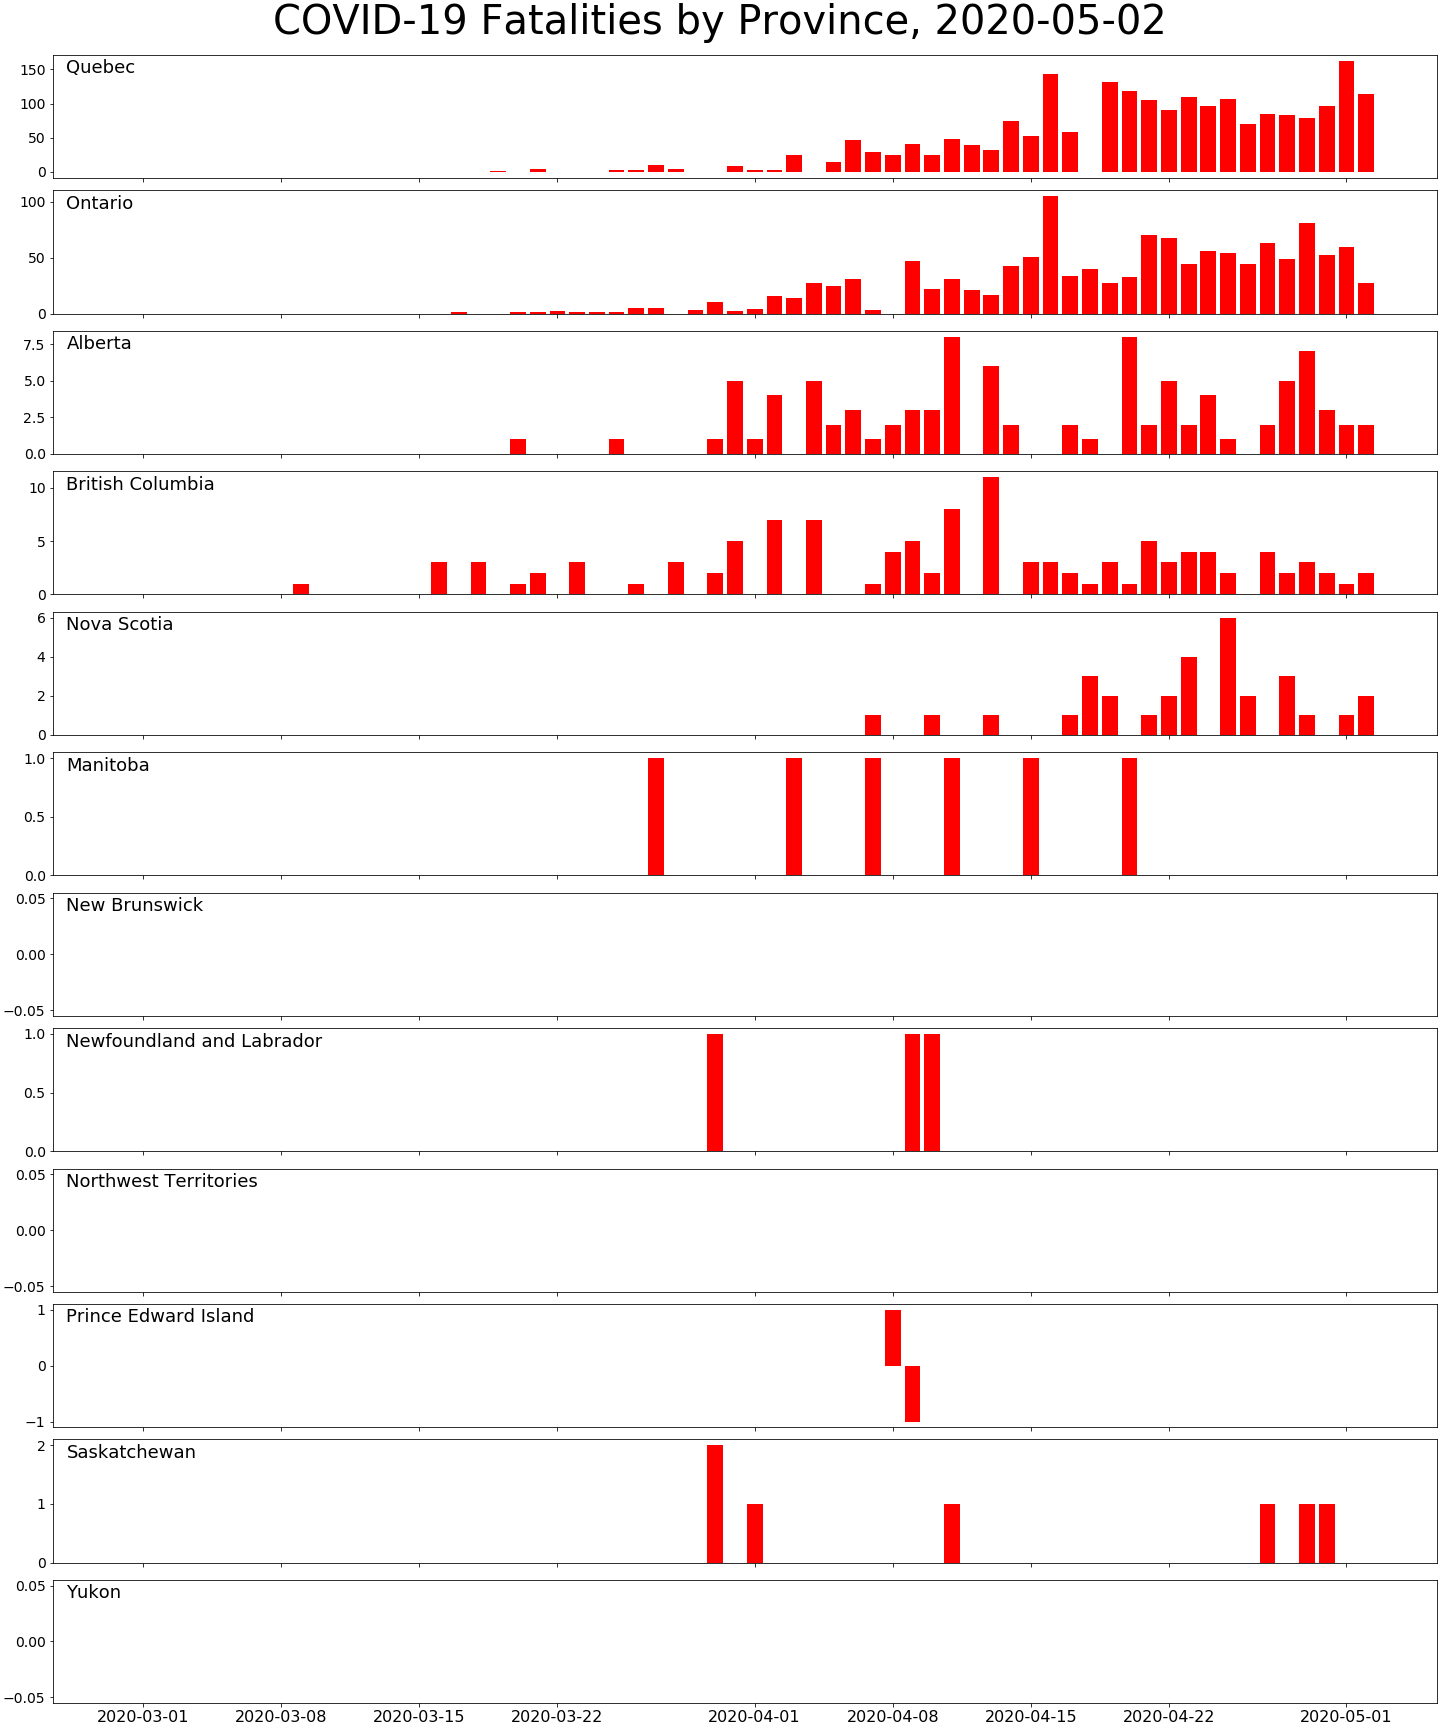 COVID-19 Fatalities by Province, 2020-05-02
Quebec
150
100
50
0
Ontario
100
50
0
Alberta
7.5
5.0
2.5
0.0
British Columbia
10
5
0
Nova Scotia
6
4
2
0
Manitoba
1.0
0.5
0.0
New Brunswick
0.05
0.00
−0.05
Newfoundland and Labrador
1.0
0.5
0.0
Northwest Territories
0.05
0.00
−0.05
Prince Edward Island
1
0
−1
Saskatchewan
2
1
0
Yukon
0.05
0.00
−0.05
2020-03-01 2020-03-08 2020-03-15 2020-03-22 2020-04-01 2020-04-08 2020-04-15 2020-04-22 2020-05-01